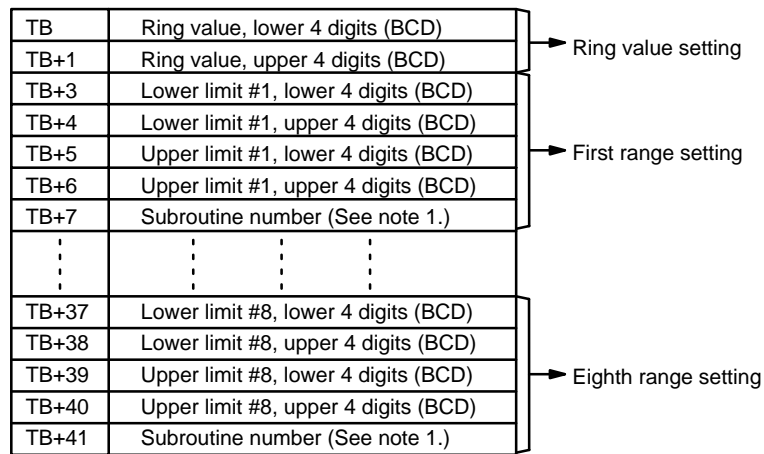 TB Ring value, lower 4 digits (BCD)
TB+1 Ring value, upper 4 digits (BCD)
Ring value setting
TB+3 Lower limit #1, lower 4 digits (BCD)
TB+4 Lower limit #1, upper 4 digits (BCD)
TB+5 Upper limit #1, lower 4 digits (BCD)
TB+6 Upper limit #1, upper 4 digits (BCD)
TB+7 Subroutine number (See note 1.)
First range setting
TB+37 Lower limit #8, lower 4 digits (BCD)
TB+38 Lower limit #8, upper 4 digits (BCD)
TB+39 Upper limit #8, lower 4 digits (BCD)
TB+40 Upper limit #8, upper 4 digits (BCD)
TB+41 Subroutine number (See note 1.)
Eighth range setting